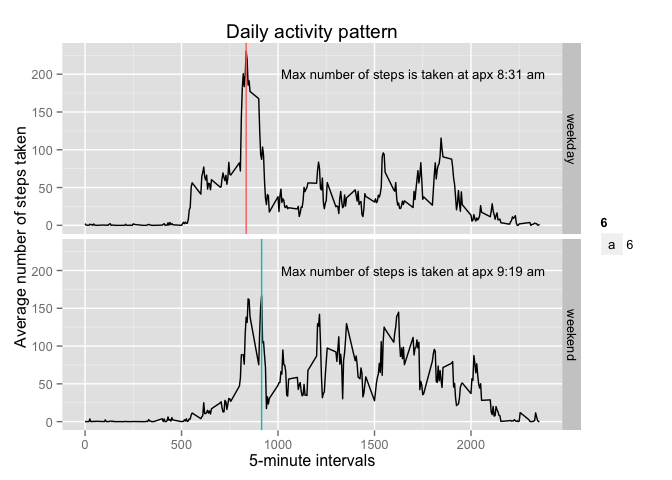 Daily activity pattern
Average number of steps taken
200
150
100
50
0
Max number of steps is taken at apx 8:31 am
weekday
200
150
100
50
0
Max number of steps is taken at apx 9:19 am
weekend
0 500 1000 1500 2000
5-minute intervals
6
a 6